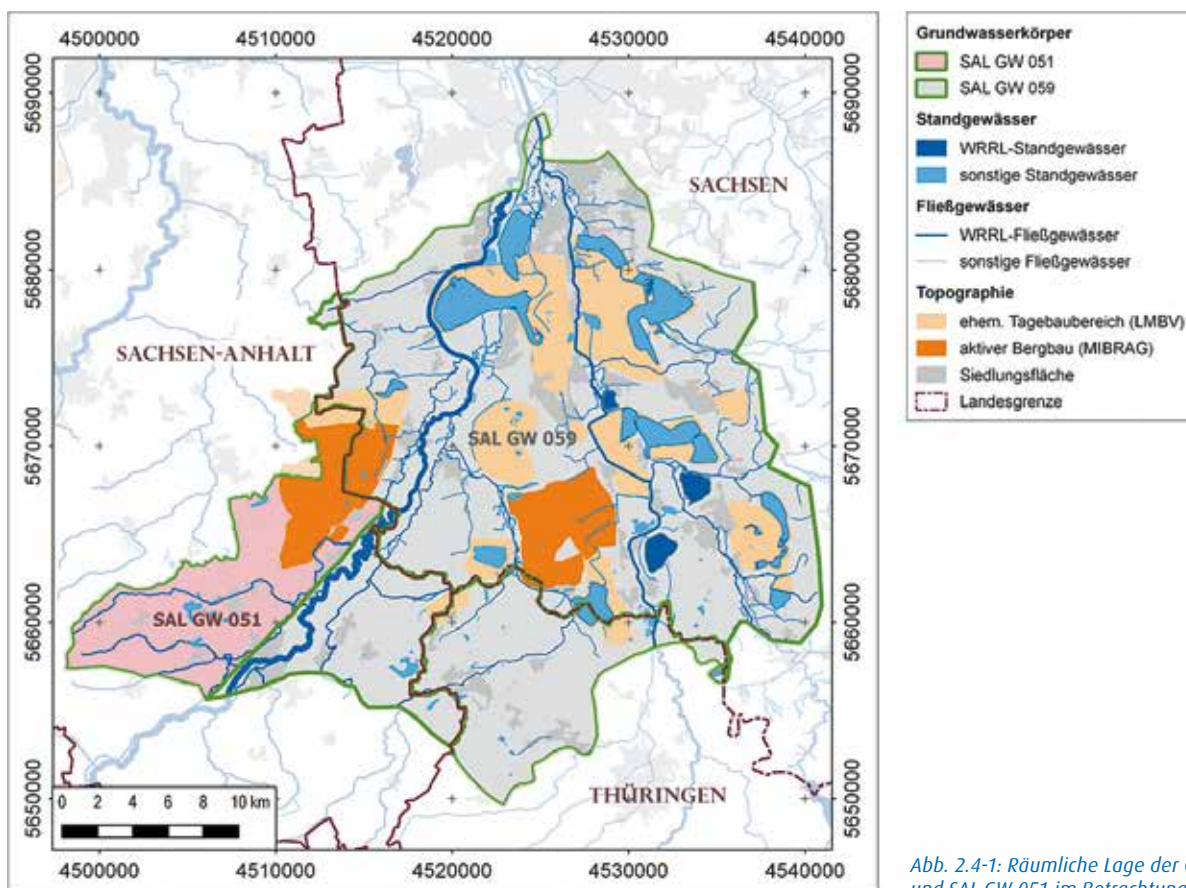 4500000 4510000 4520000 4530000 4540000
5690000
5680000
5670000
5660000
5650000
SACHSEN
SACHSEN-ANHALT
SAL GW 059
SAL GW 051
THÜRINGEN
0 2 4 6 8 10 km
5690000
5680000
5670000
5660000
5650000
4500000 4510000 4520000 4530000 4540000
Grundwasserkörper
SAL GW 051
SAL GW 059
Standgewässer
WRRL-Standgewässer
sonstige Standgewässer
Fließgewässer
WRRL-Fließgewässer
sonstige Fließgewässer
Topographie
ehem. Tagebaubereich (LMBV)
aktiver Bergbau (MIBRAG)
Siedlungsfläche
Landesgrenze
Abb. 2.4-1: Räumliche Lage der
und SAL GW 051 im Betrachtung